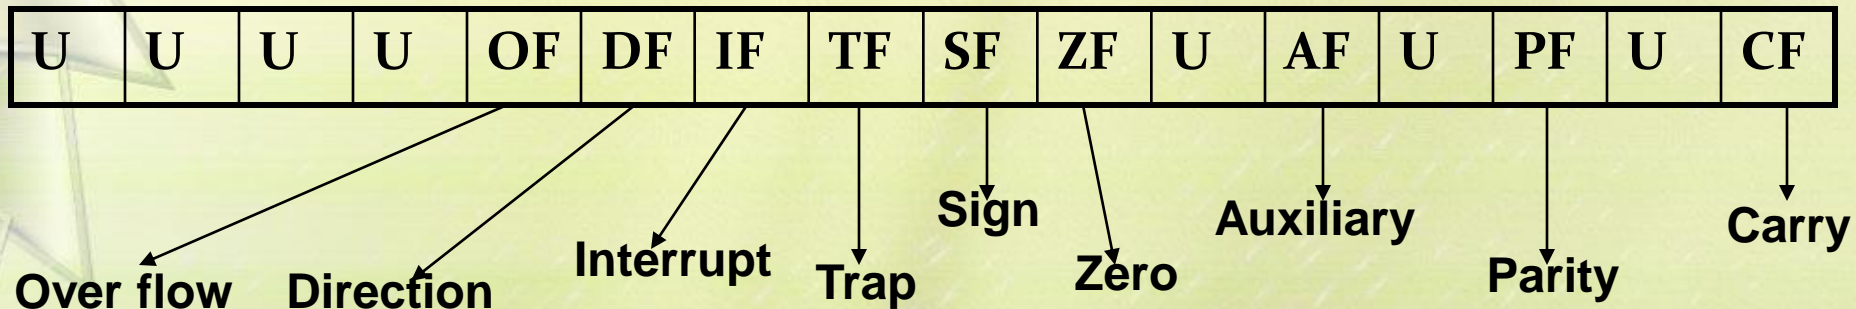 U U U U OF DF IF TF SF ZF U AF U PF U CF
Over flow Direction Interrupt Trap Sign Zero Auxiliary Parity Carry